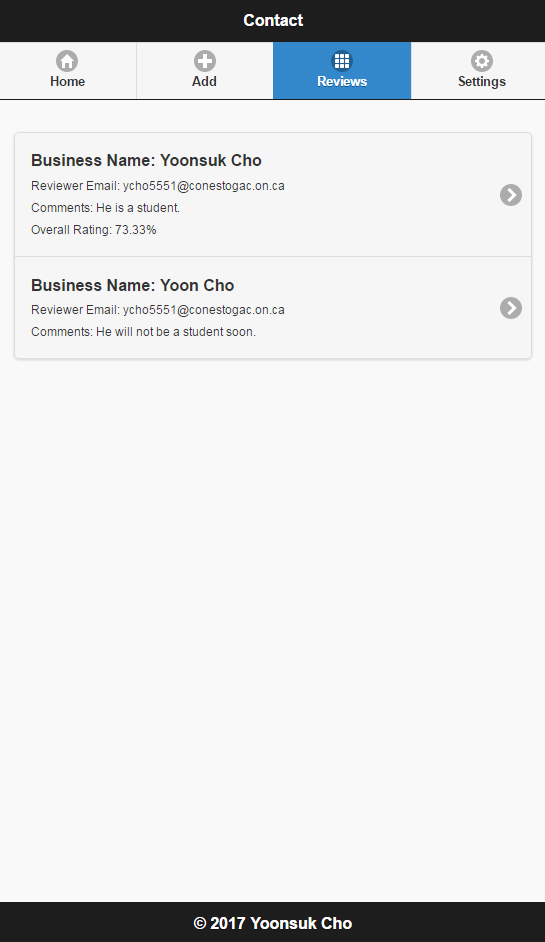 Contact
Home
Add
Reviews
Settings
Business Name: Yoonsuk Cho
Reviewer Email: ycho5551@conestogac.on.ca
Comments: He is a student.
Overall Rating: 73.33%
Business Name: Yoon Cho
Reviewer Email: ycho5551@conestogac.on.ca
Comments: He will not be a student soon.
© 2017 Yoonsuk Cho